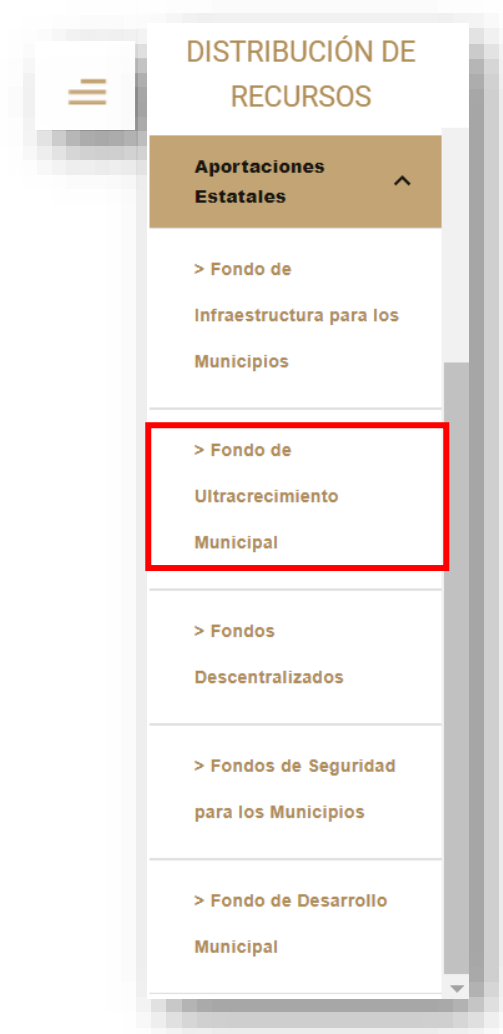 DISTRIBUCIÓN DE
RECURSOS
Aportaciones
Estatales
> Fondo de
Infraestructura para los
Municipios
> Fondo de
Ultracrecimiento
Municipal
> Fondos
Descentralizados
> Fondos de Seguridad
para los Municipios
> Fondo de Desarrollo
Municipal